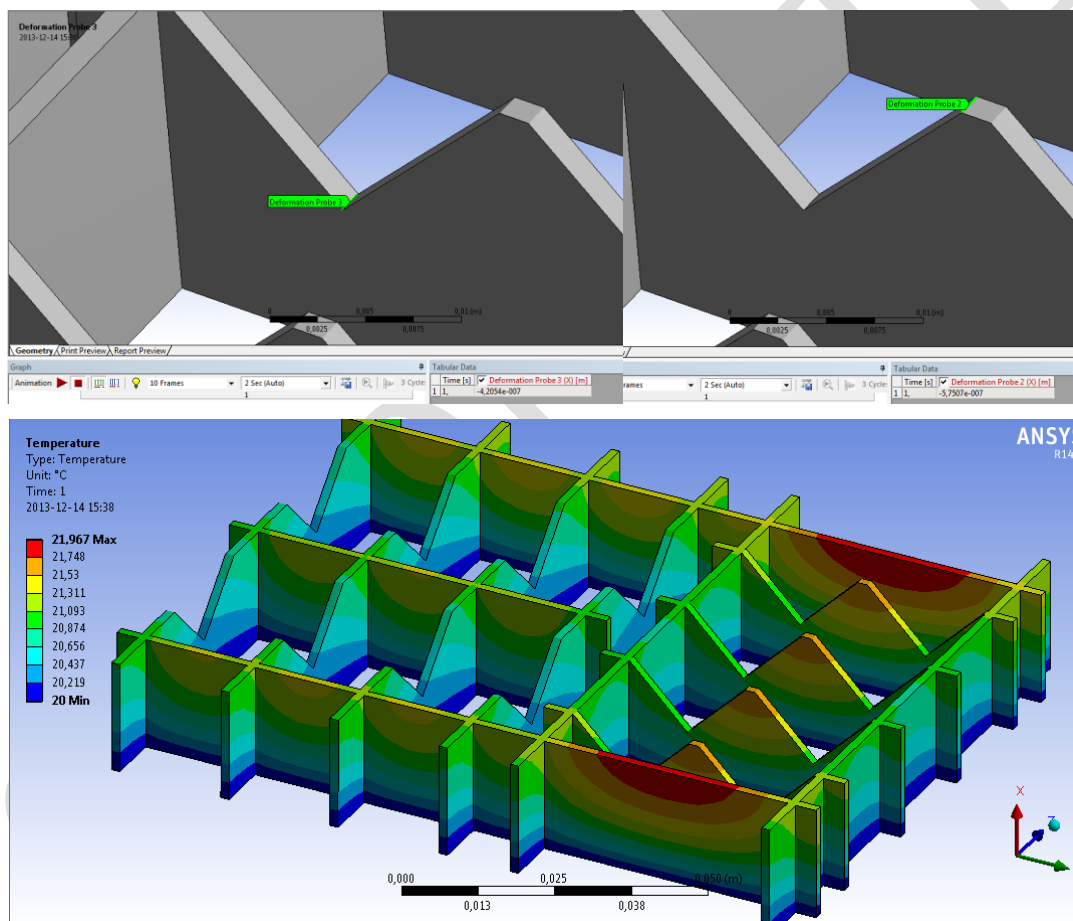 Deformation Probe 3
2013-12-14 15:
Deformation Probe 3
0
0,005
0,01 (m)
0,0025
0,0075
Geometry Print Preview Report Preview
Graph
Animation
10 Frames
2 Sec (Auto)
3 Cycle
1
Tabular Data
Time [s] Deformation Probe 3 (X) [m]
1 1, -4,2054e-007
Deformation Probe 2
0
0,005
0,01 (m)
0,0025
0,0075
rames
2 Sec (Auto)
3 Cycle
1
Tabular Data
Time [s] Deformation Probe 2 (X) [m]
1 1, -5,7507e-007
Temperature
Type: Temperature
Unit: °C
Time: 1
2013-12-14 15:38
21,967 Max
21,748
21,53
21,311
21,093
20,874
20,656
20,437
20,219
20 Min
ANSYS
R14
0,000
0,025
0,050 (m)
0,013
0,038
X